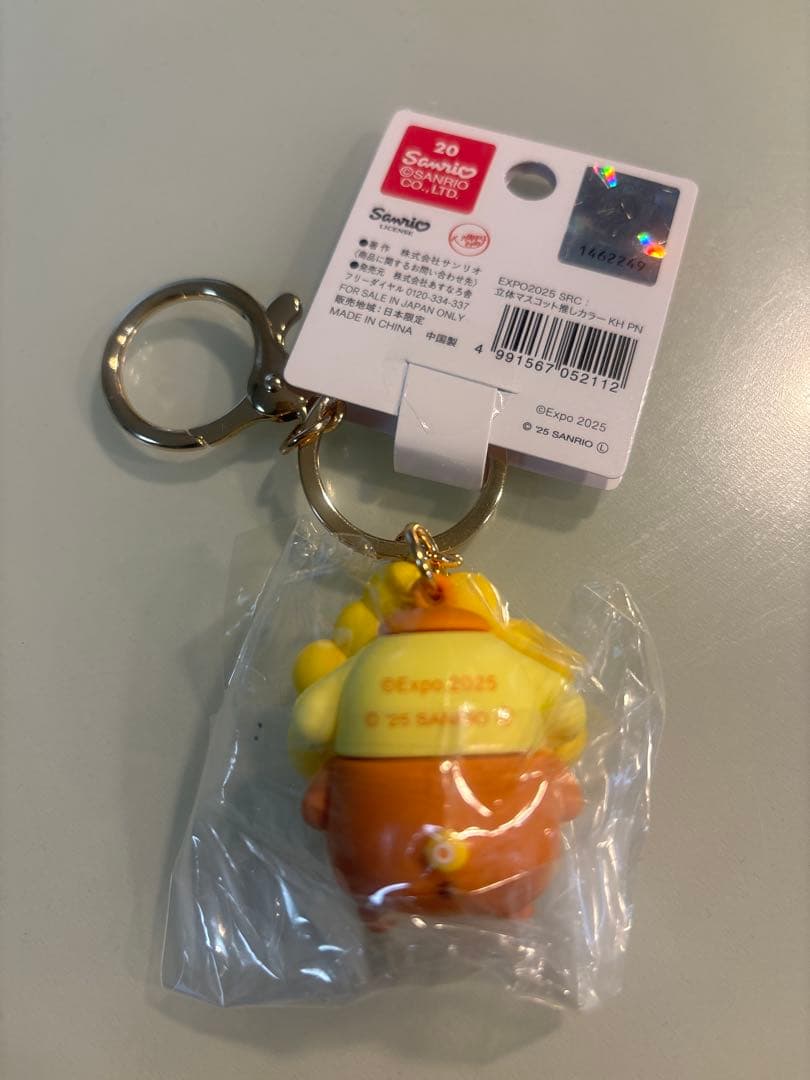 20
Sanrio
©SANRIO
CO., LTD.
Sanrio
LICENSE
1462249
●著作 株式会社サンリオ
(商品に関するお問い合わせ先)
●発売元 株式会社あすなろ舎
フリーダイヤル 0120-334-337
FOR SALE IN JAPAN ONLY
販売地域:日本限定
MADE IN CHINA 中国製
EXPO2025 SRC:
立体マスコット推しカラー KH PN
4 991567 052112
©Expo 2025
© '25 SANRIO Ⓛ
©Expo 2025
© '25 SANRIO Ⓛ